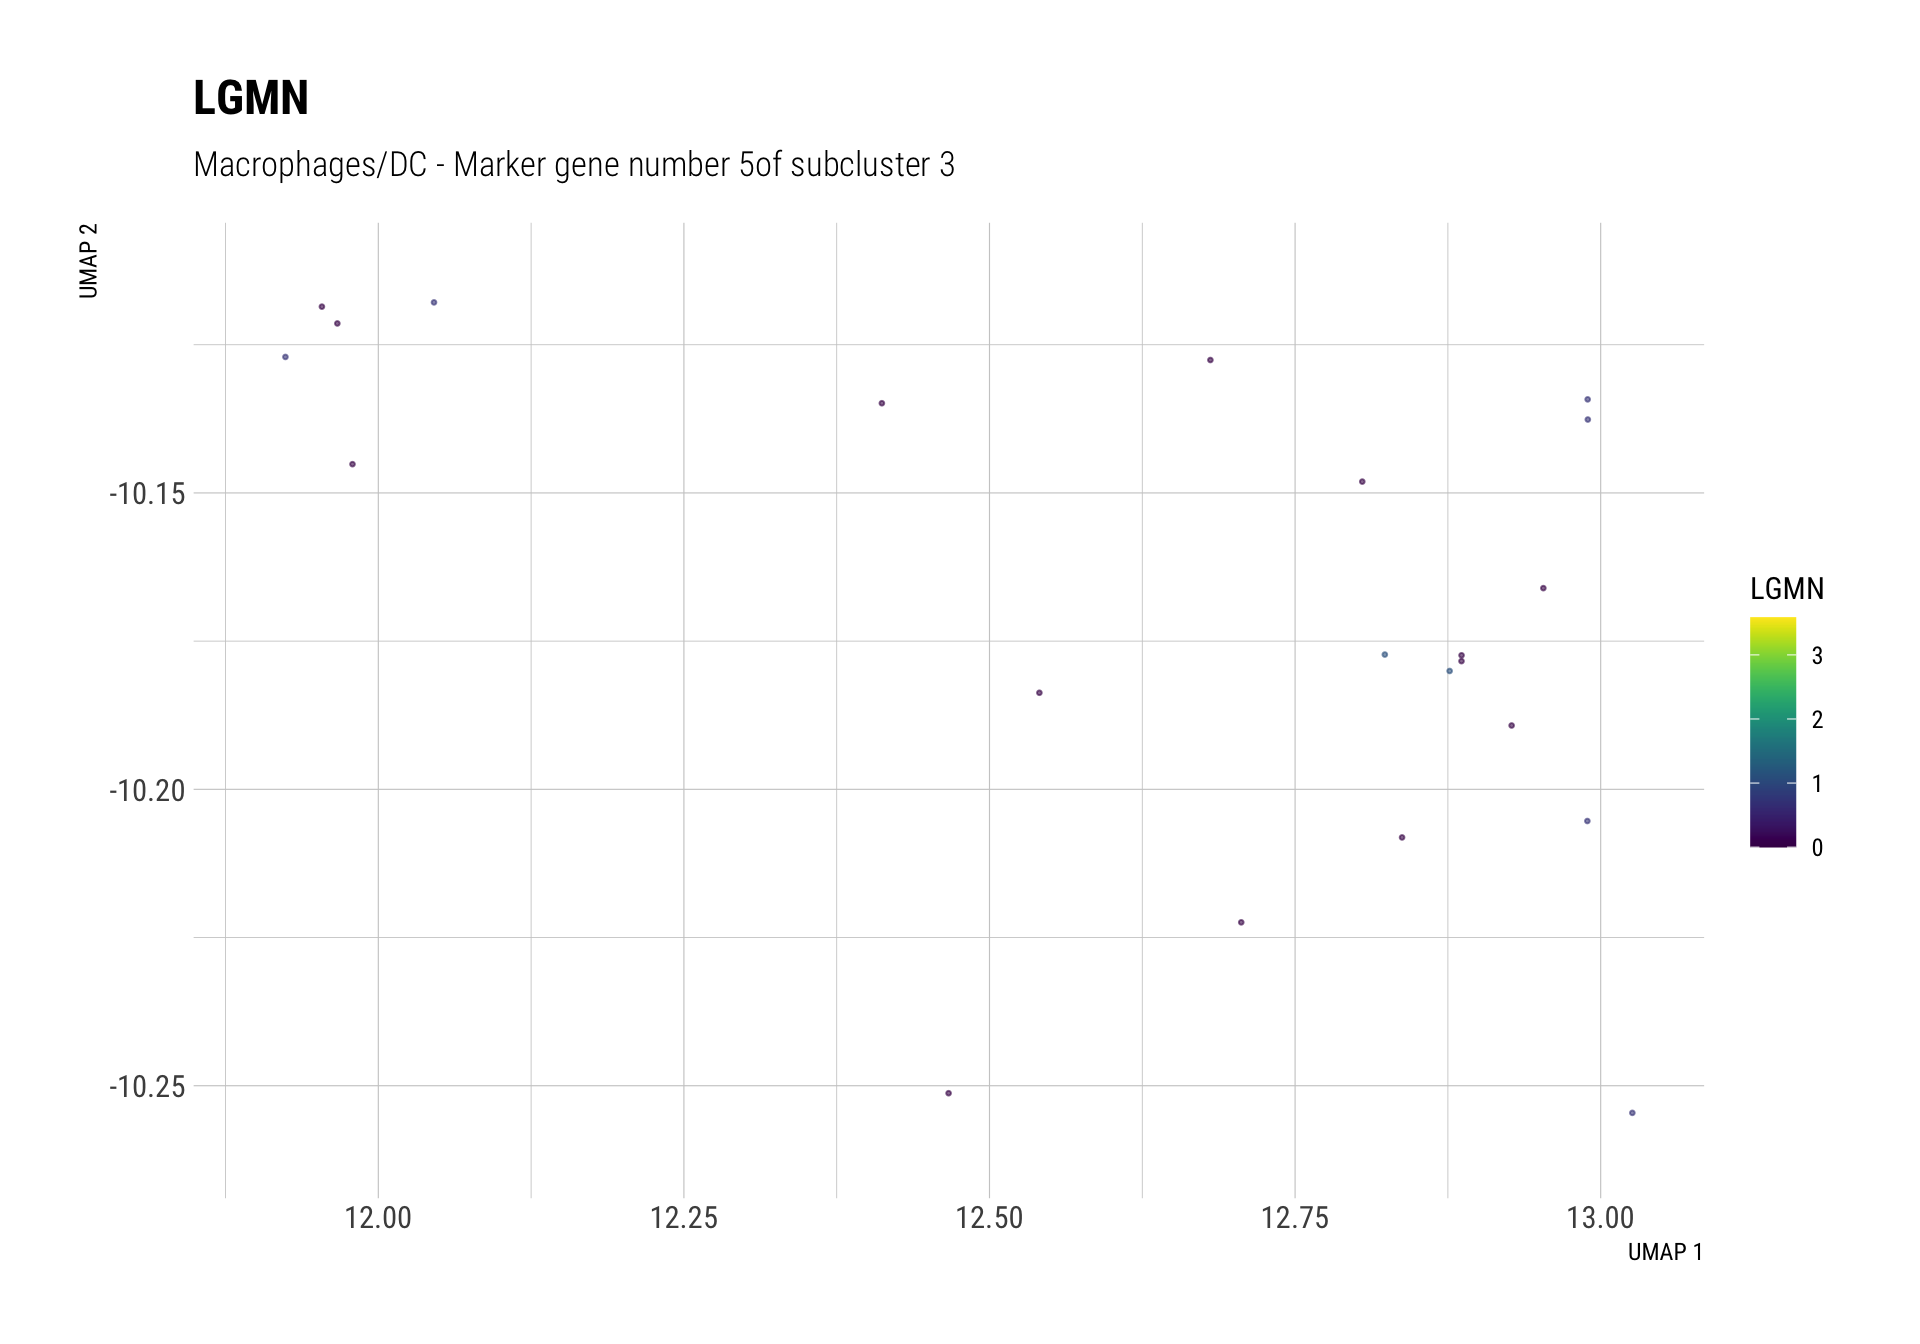 LGMN
Macrophages/DC - Marker gene number 5of subcluster 3
UMAP 2
-10.15
-10.20
-10.25
12.00 12.25 12.50 12.75 13.00
UMAP 1
LGMN
3
2
1
0